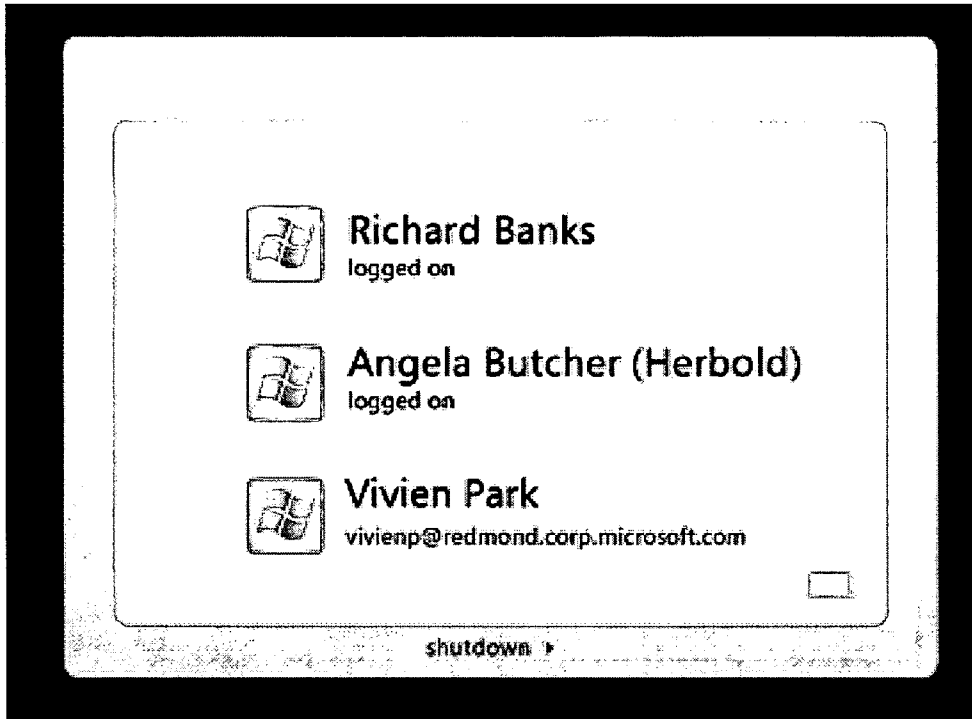 Richard Banks
logged on
Angela Butcher (Herbold)
logged on
Vivien Park
vivienp@redmond.corp.microsoft.com
shutdown